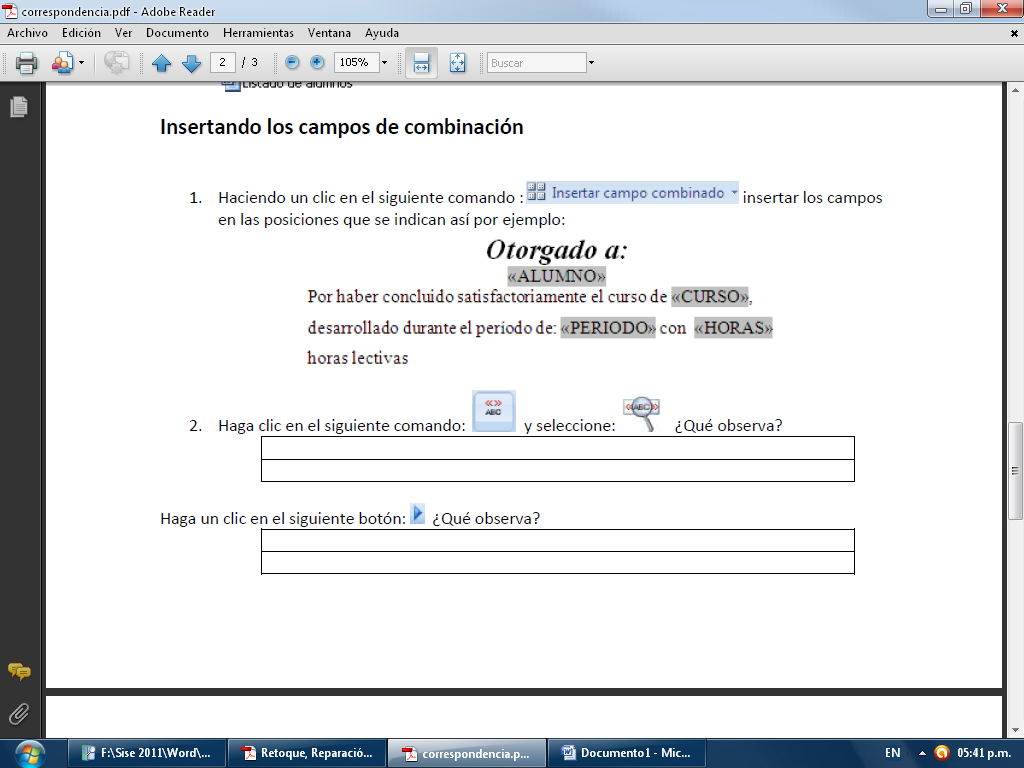 correspondencia.pdf - Adobe Reader
Archivo Edición Ver Documento Herramientas Ventana Ayuda
2 / 3 105% Buscar
Listado de alumnos
Insertando los campos de combinación
1. Haciendo un clic en el siguiente comando : Insertar campo combinado insertar los campos
en las posiciones que se indican así por ejemplo:
Otorgado a:
«ALUMNO»
Por haber concluido satisfactoriamente el curso de «CURSO»,
desarrollado durante el periodo de: «PERIODO» con «HORAS»
horas lectivas
2. Haga clic en el siguiente comando: «» ABC y seleccione: «ABC» ¿Qué observa?
Haga un clic en el siguiente botón: ¿Qué observa?
F:\Sise 2011\Word\... Retoque, Reparació... correspondencia.p... Documento1 - Mic... EN 05:41 p.m.